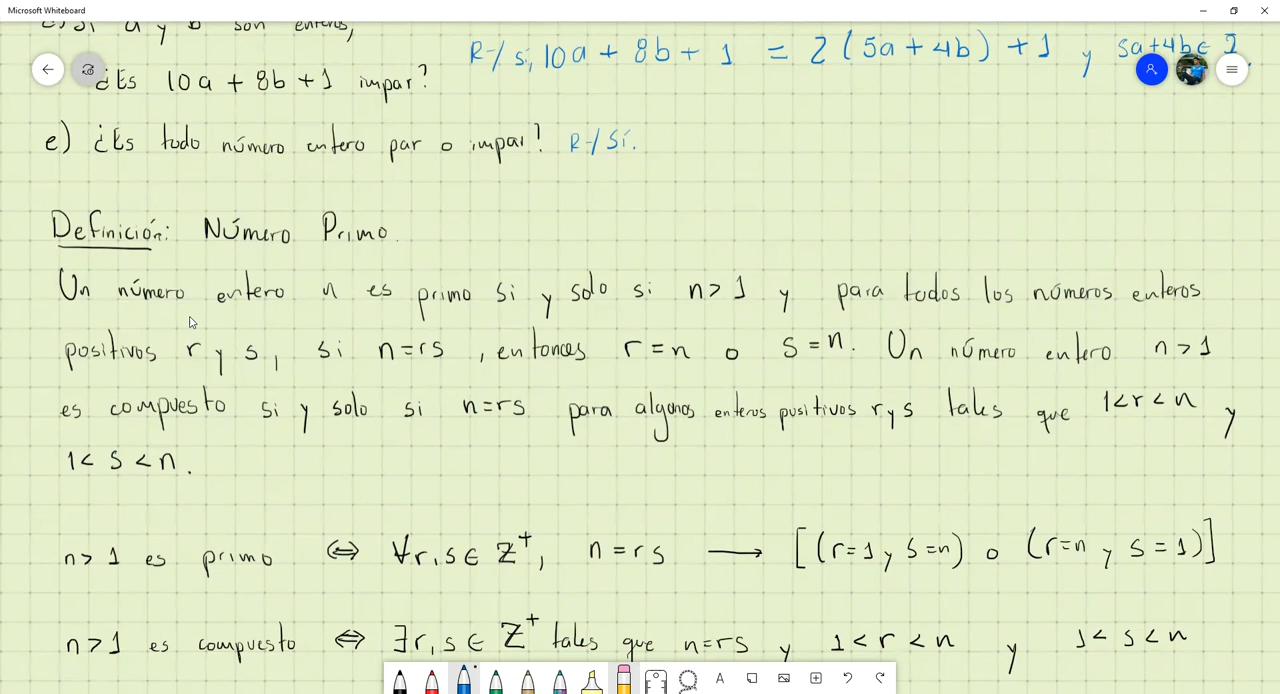 Microsoft Whiteboard
a y b son enteros,
R-/ Si, 10a + 8b + 1 = 2(5a + 4b) + 1 y 5a+4b ∈
¿Es 10a + 8b + 1 impar?
e) ¿Es todo número entero par o impar? R-/ Sí.
Definición: Número Primo.
Un número entero n es primo si y solo si n > 1 y para todos los números enteros
positivos r y s, si n = rs, entonces r = n o s = n. Un número entero n > 1
es compuesto si y solo si n = rs para algunos enteros positivos r y s tales que 1 < r < n y
1 < s < n.
n > 1 es primo ⇔ ∀r, s ∈ Z⁺, n = rs → [(r = 1 y s = n) o (r = n y s = 1)]
n > 1 es compuesto ⇔ ∃r, s ∈ Z⁺ tales que n = rs y 1 < r < n y 1 < s < n